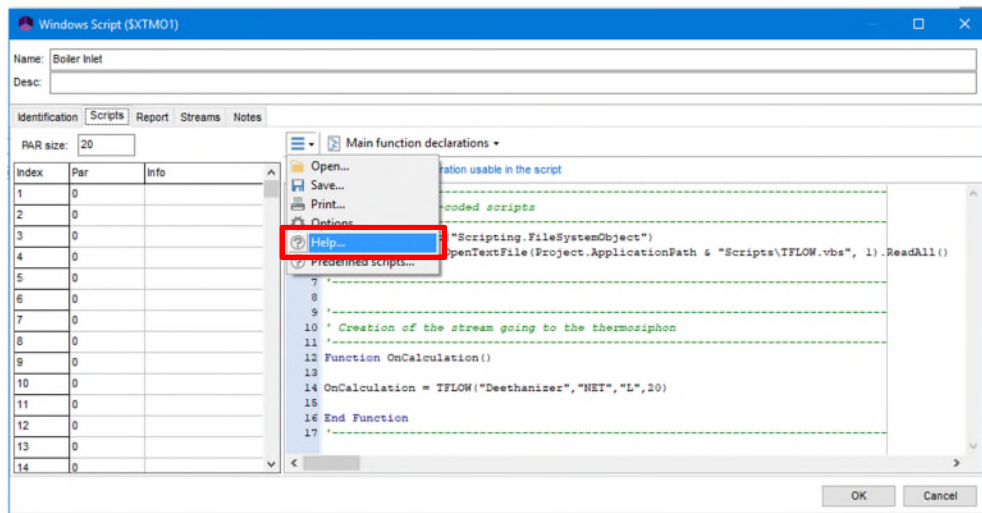 Windows Script ($XTMO1)
Name: Boiler Inlet
Desc:
Identification Scripts Report Streams Notes
PAR size: 20
Main function declarations
Index Par Info
1 0
2 0
3 0
4 0
5 0
6 0
7 0
8 0
9 0
10 0
11 0
12 0
13 0
14 0
Open...
Save...
Print...
Options...
Help...
Predefined scripts...
ration usable in the script
-coded scripts
("Scripting.FileSystemObject")
OpenTextFile(Project.ApplicationPath & "Scripts\TFLOW.vbs", 1).ReadAll()
7 '----------------------------------------
8
9 '----------------------------------------
10 ' Creation of the stream going to the thermosiphon
11 '----------------------------------------
12 Function OnCalculation()
13
14 OnCalculation = TFLOW("Deethanizer","NET","L",20)
15
16 End Function
17 '----------------------------------------
OK Cancel